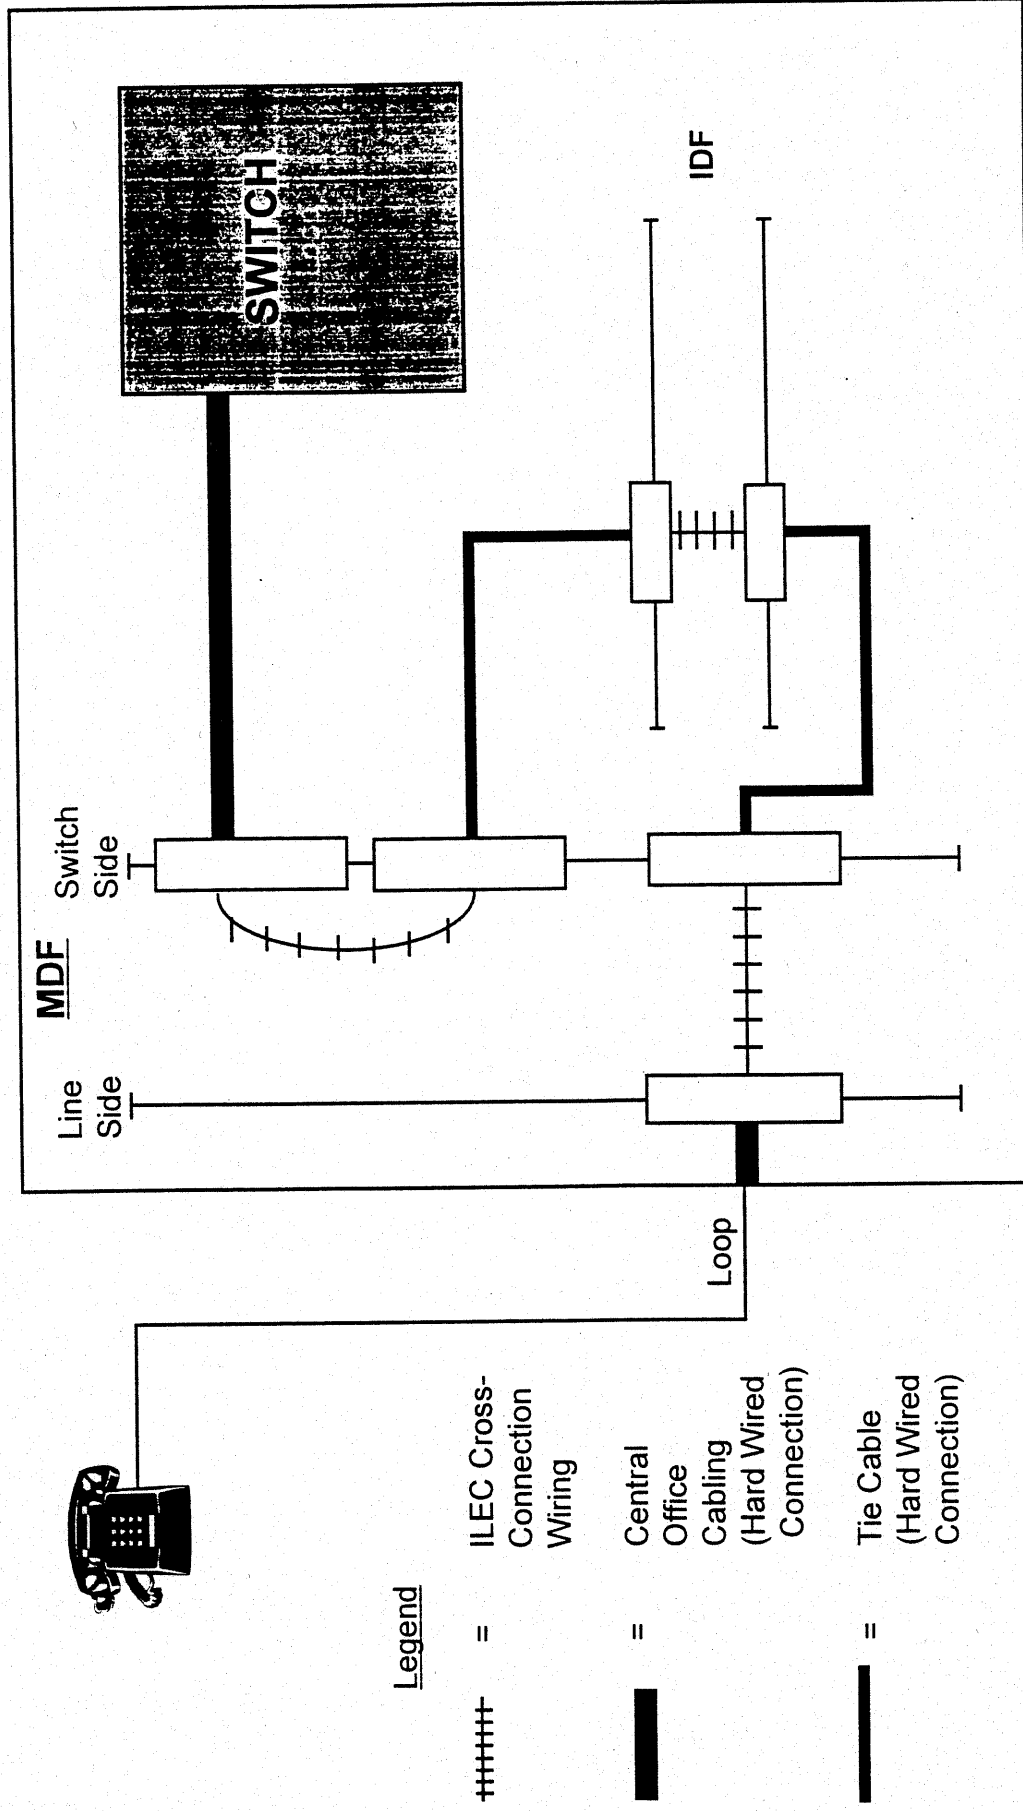 MDF
Line
Side
Switch
Side
SWITCH
IDF
Loop
Legend
= ILEC Cross-
Connection
Wiring
= Central
Office
Cabling
(Hard Wired
Connection)
= Tie Cable
(Hard Wired
Connection)